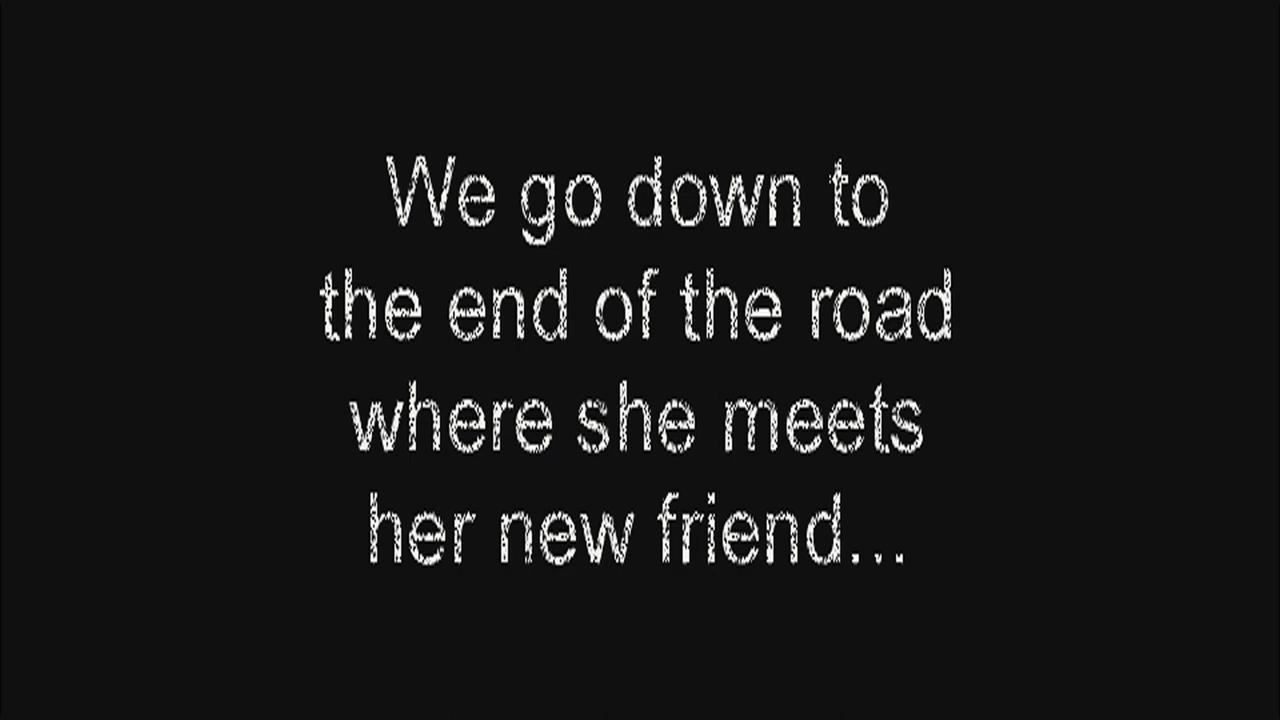 We go down to
the end of the road
where she meets
her new friend...